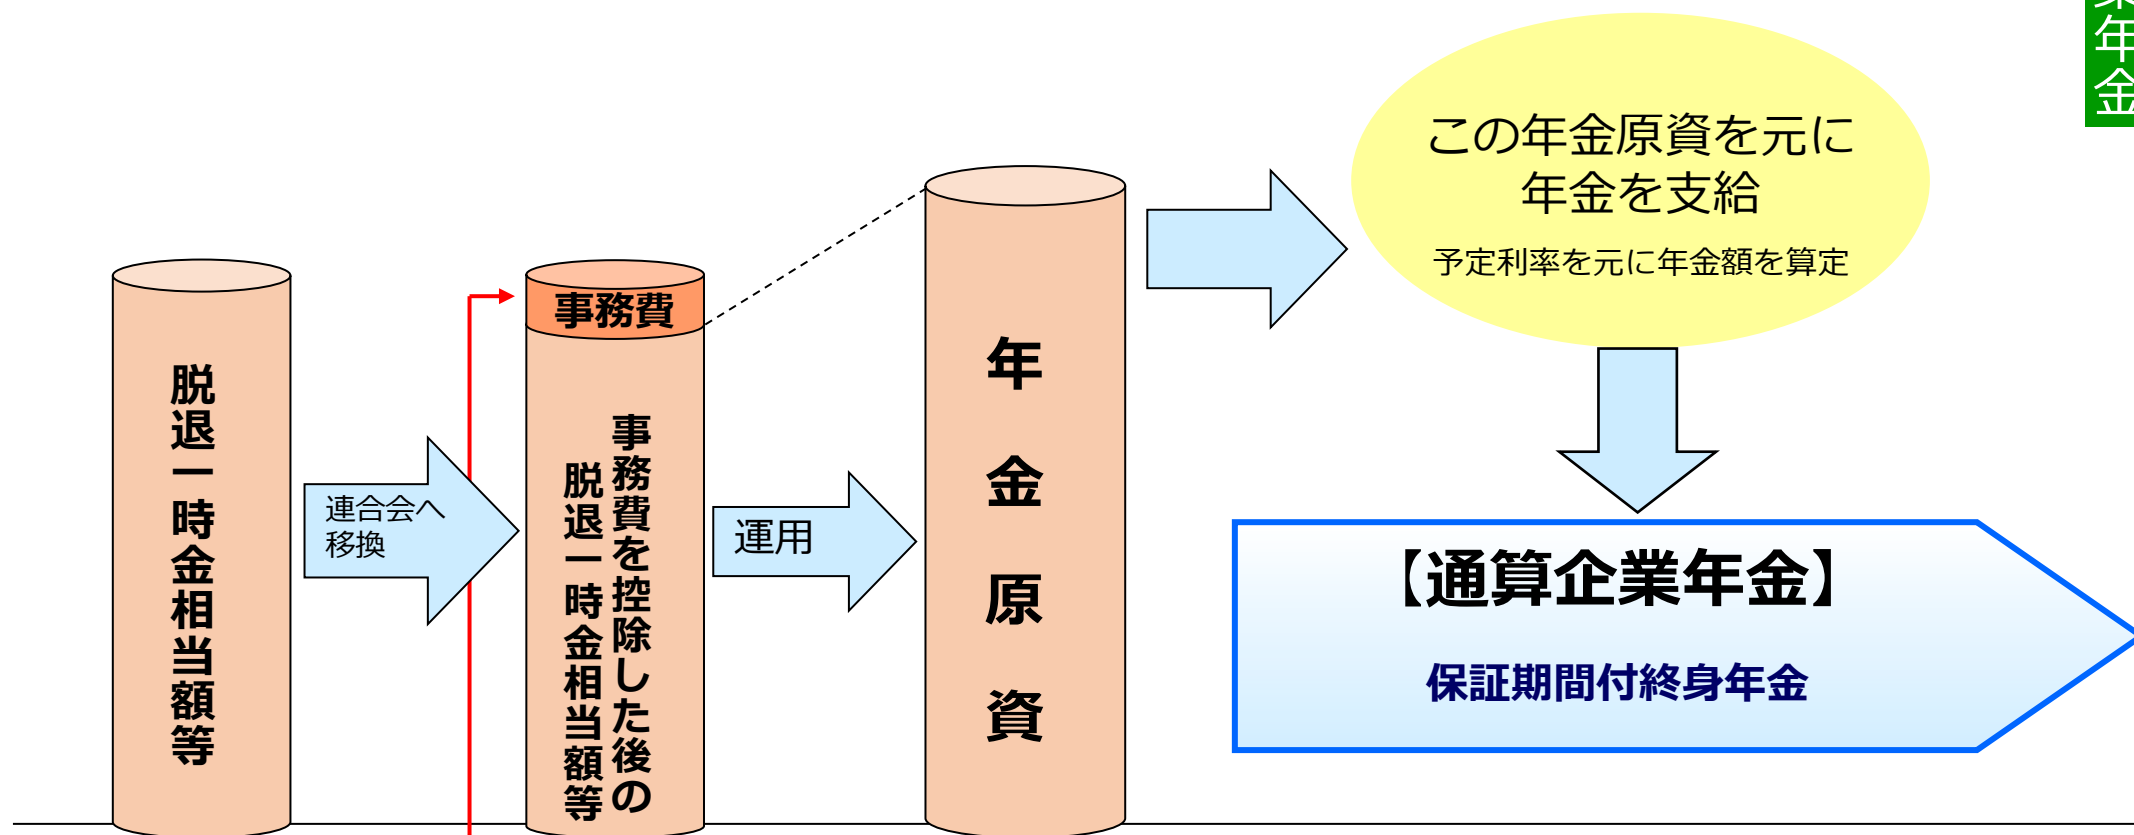 脱退一時金相当額等
連合会へ
移換
事務費
事務費を控除した後の
脱退一時金相当額等
運用
年金原資
この年金原資を元に
年金を支給
予定利率を元に年金額を算定
【通算企業年金】
保証期間付終身年金
業年金